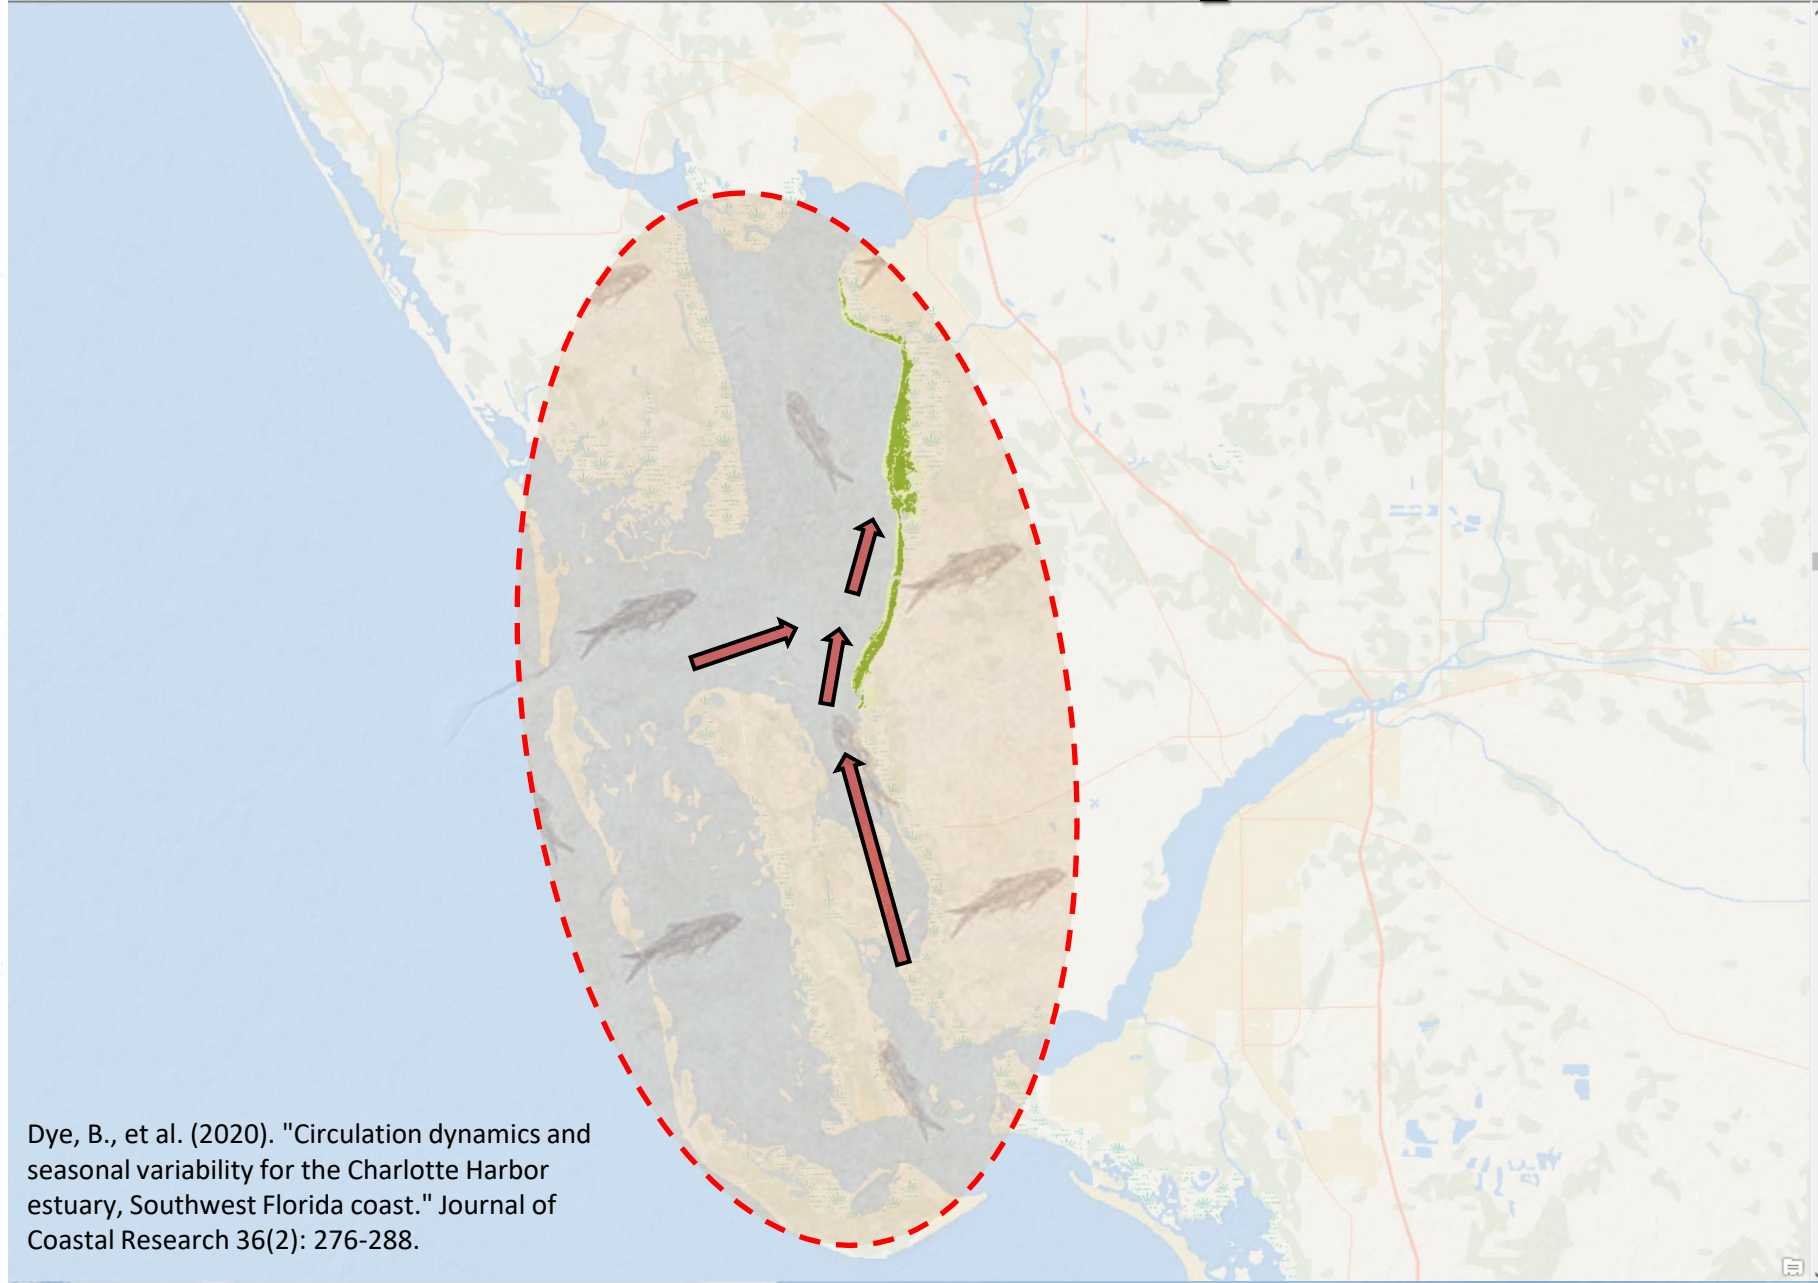 Dye, B., et al. (2020). "Circulation dynamics and
seasonal variability for the Charlotte Harbor
estuary, Southwest Florida coast." Journal of
Coastal Research 36(2): 276-288.